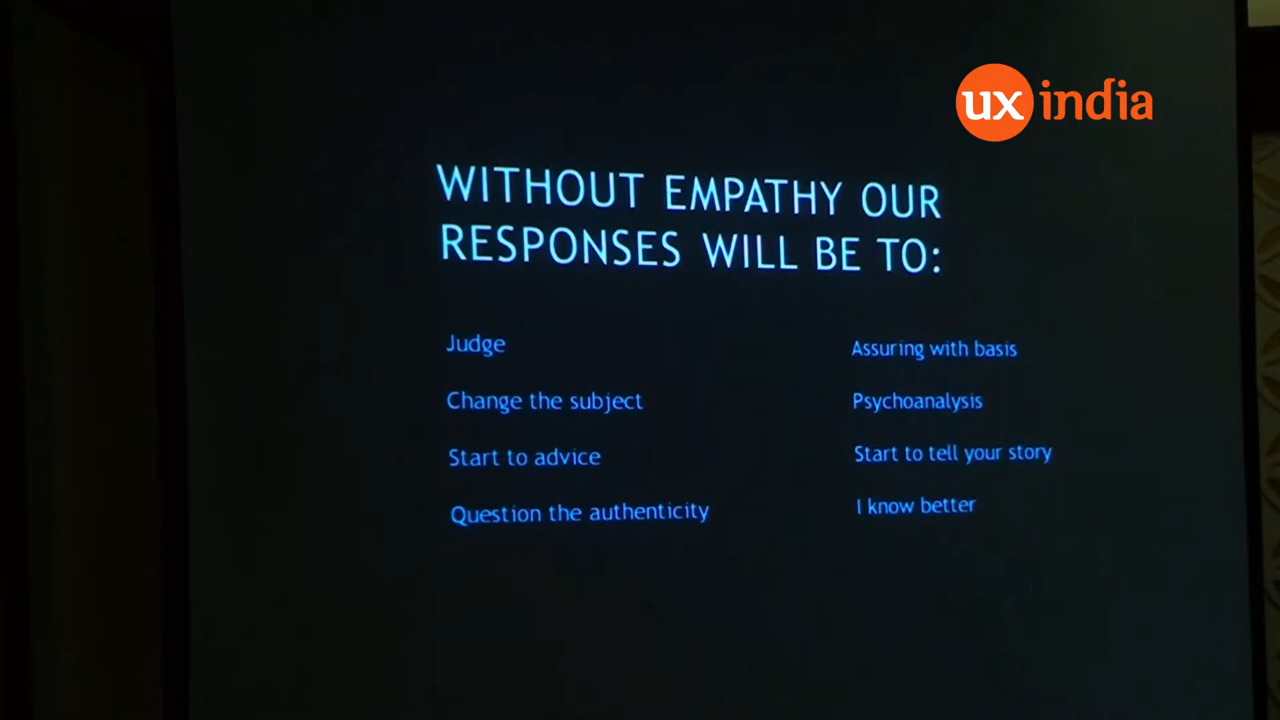 ux india
WITHOUT EMPATHY OUR
RESPONSES WILL BE TO:
Judge
Change the subject
Start to advice
Question the authenticity
Assuring with basis
Psychoanalysis
Start to tell your story
I know better